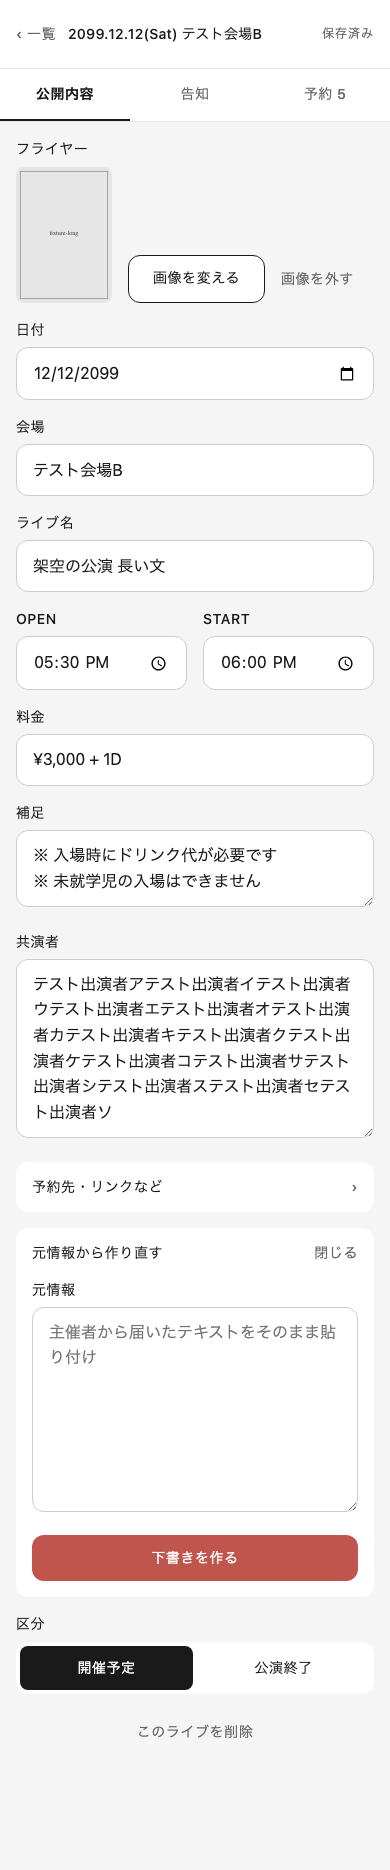 ‹ 一覧 2099.12.12(Sat) テスト会場B 保存済み
公開内容 告知 予約 5
フライヤー
fixture-long
画像を変える 画像を外す
日付
12/12/2099
会場
テスト会場B
ライブ名
架空の公演 長い文
OPEN START
05:30 PM 06:00 PM
料金
¥3,000 + 1D
補足
※ 入場時にドリンク代が必要です
※ 未就学児の入場はできません
共演者
テスト出演者アテスト出演者イテスト出演者
ウテスト出演者エテスト出演者オテスト出演
者カテスト出演者キテスト出演者クテスト出
演者ケテスト出演者コテスト出演者サテスト
出演者シテスト出演者ステスト出演者セテス
ト出演者ソ
予約先・リンクなど ›
元情報から作り直す 閉じる
元情報
主催者から届いたテキストをそのまま貼
り付け
下書きを作る
区分
開催予定 公演終了
このライブを削除